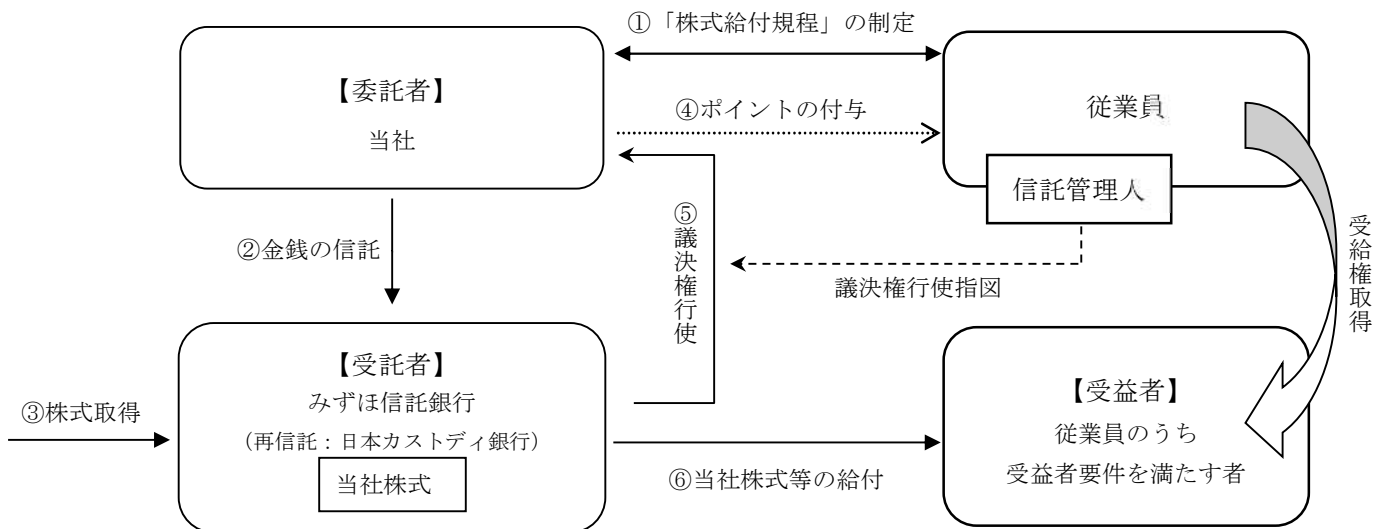 ①「株式給付規程」の制定
【委託者】
当社
④ポイントの付与
従業員
信託管理人
②金銭の信託
⑤議決権行使
議決権行使指図
受給権取得
③株式取得
【受託者】
みずほ信託銀行
(再信託：日本カストディ銀行)
当社株式
⑥当社株式等の給付
【受益者】
従業員のうち
受益者要件を満たす者